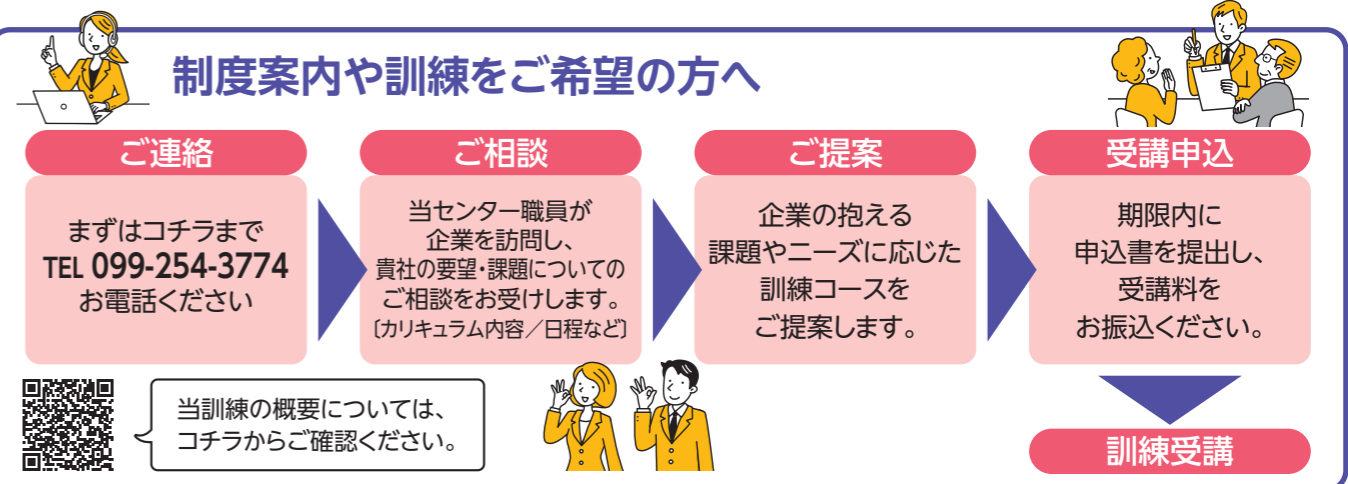 制度案内や訓練をご希望の方へ
ご連絡
まずはコチラまで
TEL 099-254-3774
お電話ください
ご相談
当センター職員が
企業を訪問し、
貴社の要望・課題についての
ご相談をお受けします。
〔カリキュラム内容／日程など〕
ご提案
企業の抱える
課題やニーズに応じた
訓練コースを
ご提案します。
受講申込
期限内に
申込書を提出し、
受講料を
お振込ください。
当訓練の概要については、
コチラからご確認ください。
訓練受講